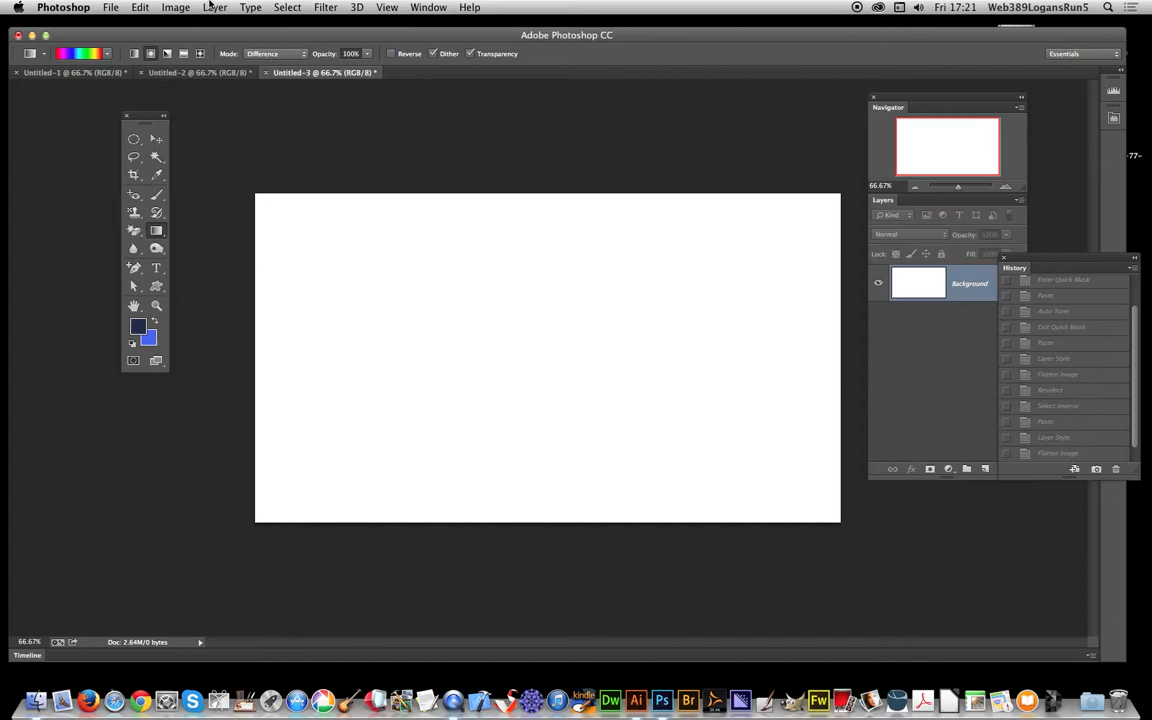 Photoshop File Edit Image Layer Type Select Filter 3D View Window Help Fri 17:21 Web389LogansRun5
Adobe Photoshop CC
Mode: Difference Opacity: 100% Reverse Dither Transparency Essentials
Untitled-1 @ 66.7% (RGB/8) * Untitled-2 @ 66.7% (RGB/8) * Untitled-3 @ 66.7% (RGB/8) *
Navigator
-77-
66.67%
Layers
Kind
Normal Opacity:
Lock: Fill:
History
Background
Enter Quick Mask
Paste
Auto Tone
Exit Quick Mask
Paste
Layer Style
Flatten Image
Reselect
Select Inverse
Paste
Layer Style
Flatten Image
66.67% Doc: 2.64M/0 bytes
Timeline
kindle Dw Ai Ps Br Fw